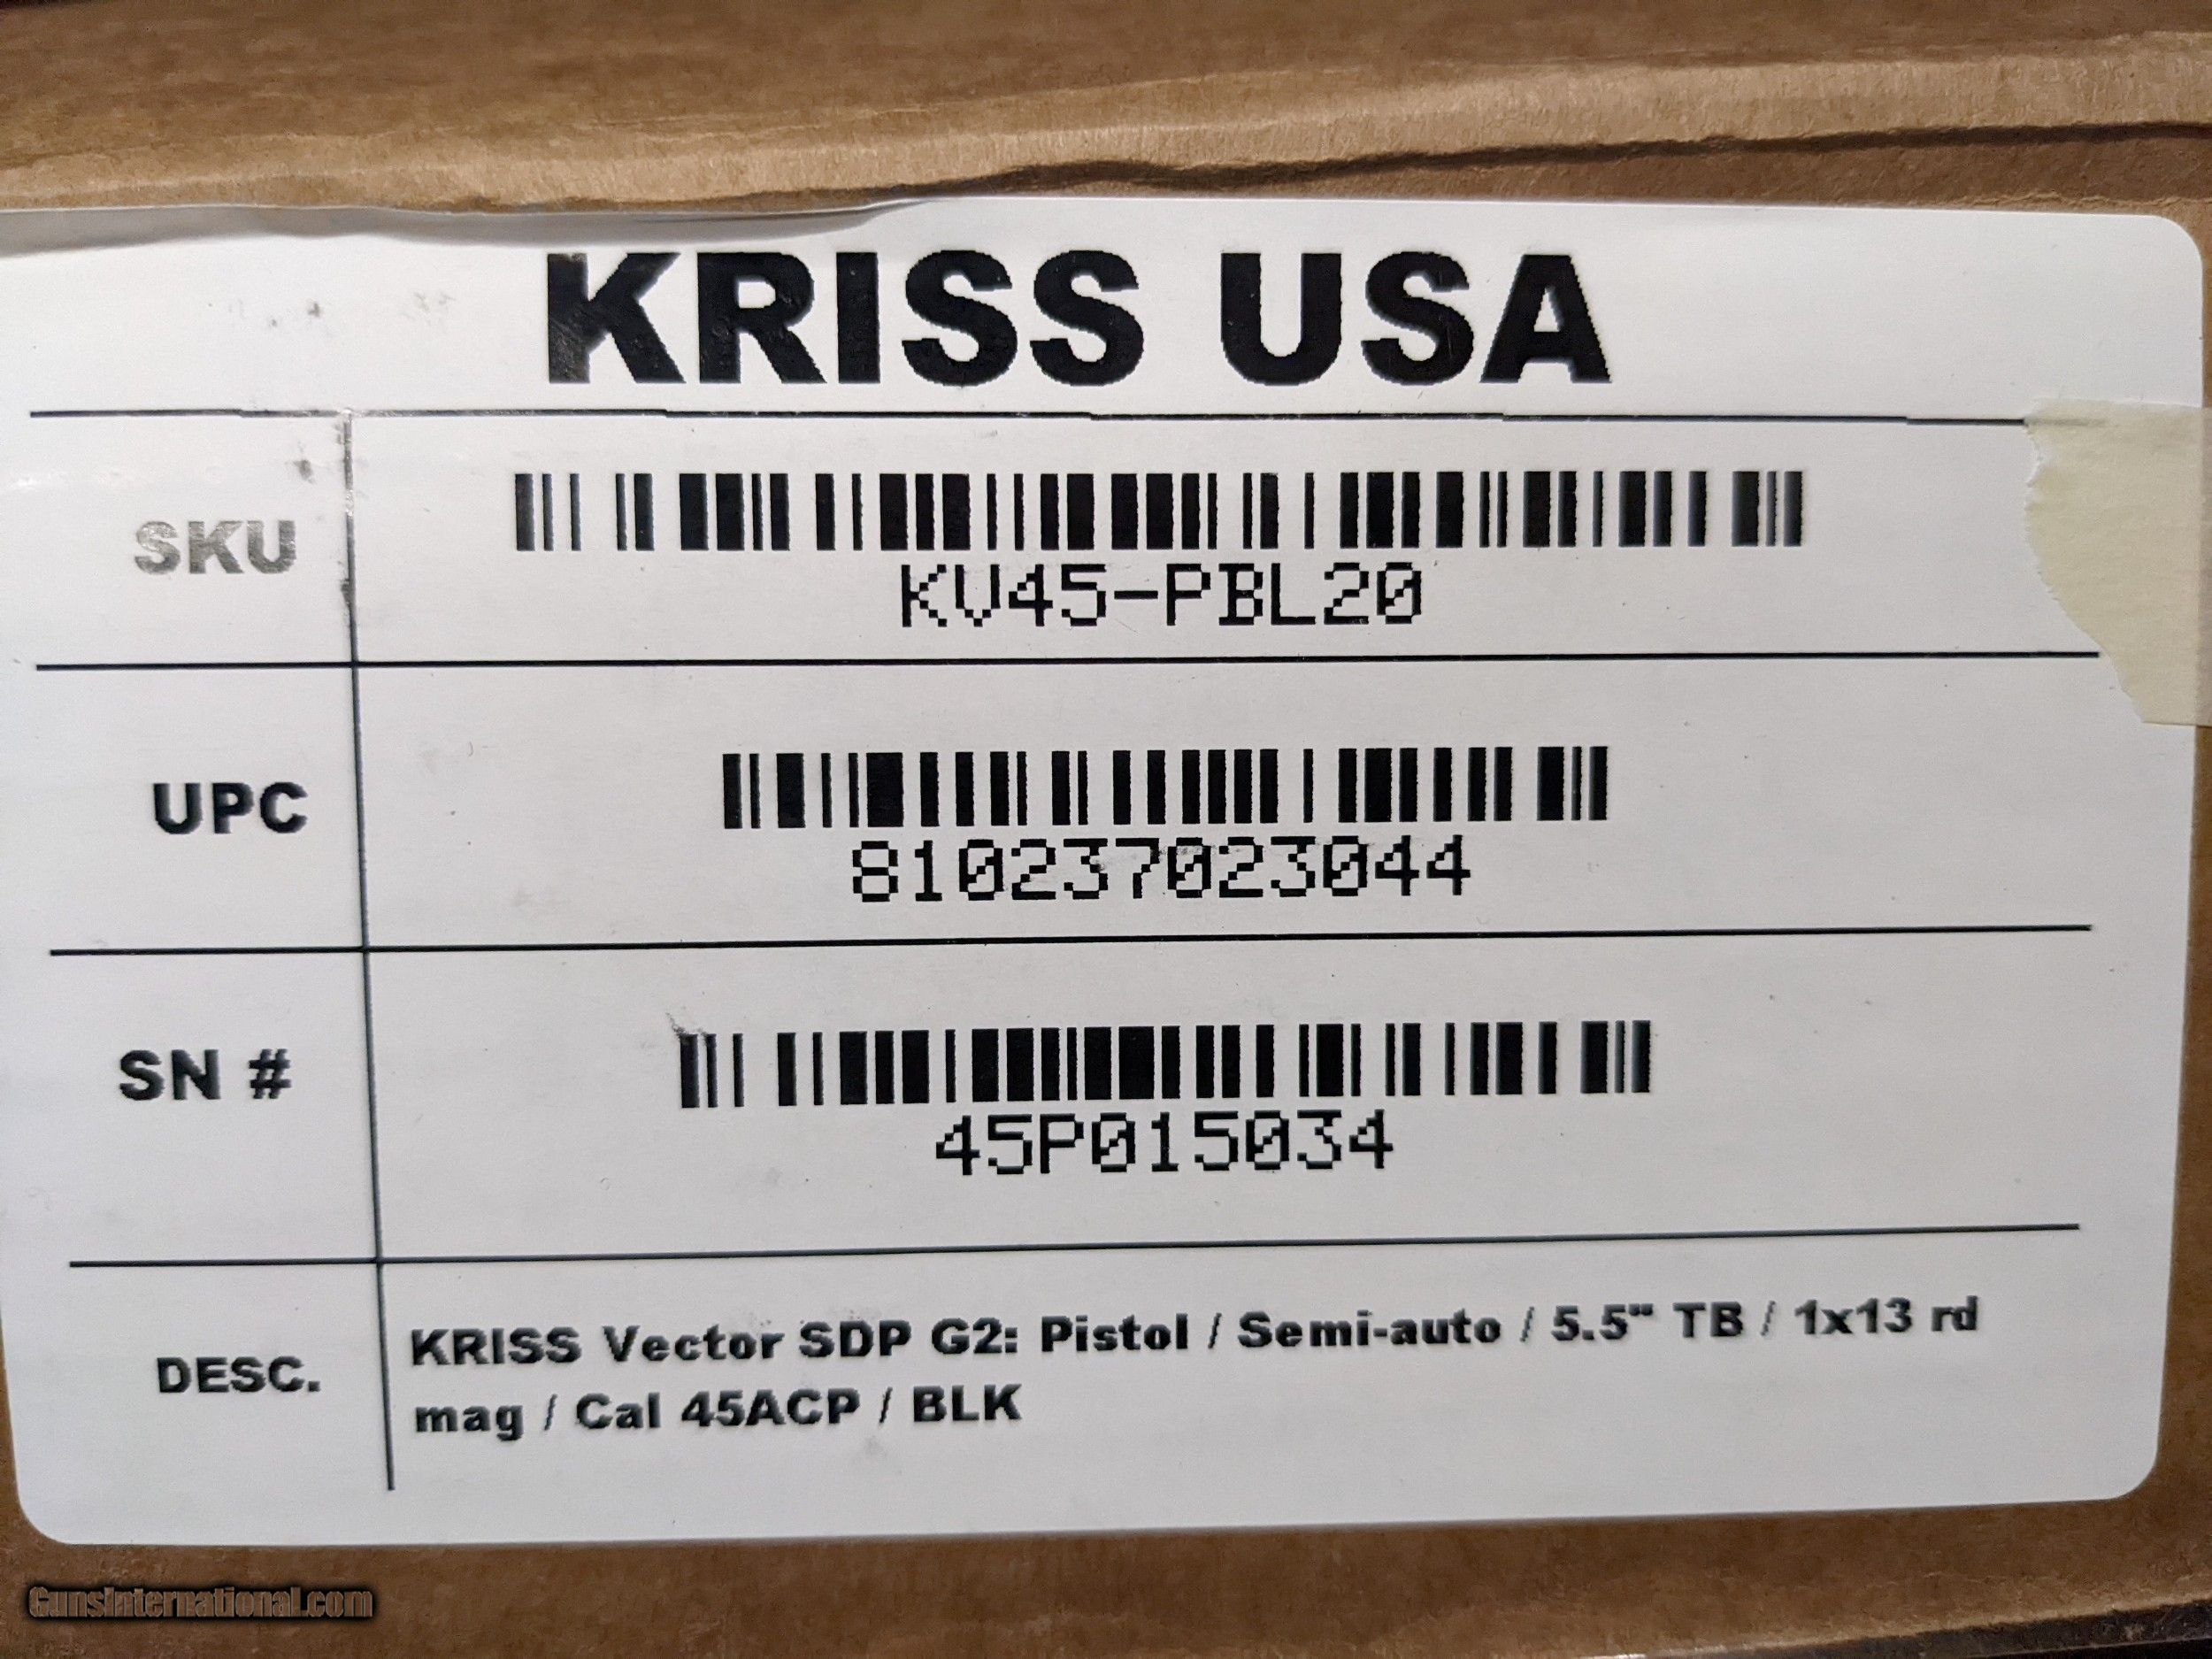 KRISS USA
SKU
KV45-PBL20
UPC
810237023044
SN #
45P015034
DESC.
KRISS Vector SDP G2: Pistol / Semi-auto / 5.5" TB / 1x13 rd
mag / Cal 45ACP / BLK
GunsInternational.com